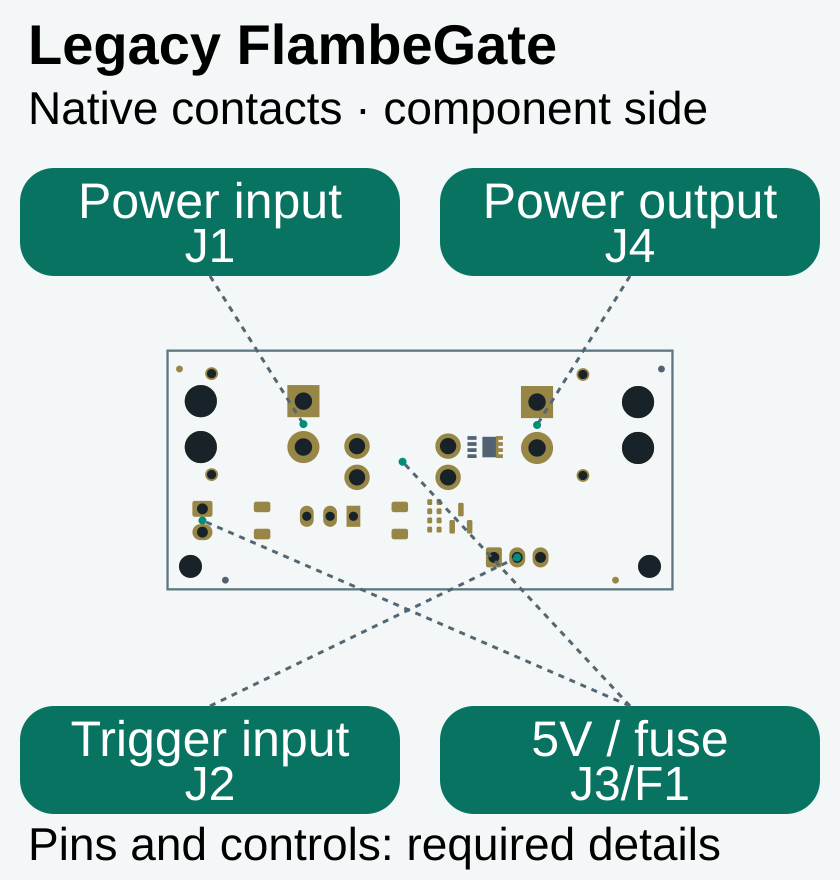 Legacy FlambeGate
Native contacts · component side
Power input
J1
Power output
J4
Trigger input
J2
5V / fuse
J3/F1
Pins and controls: required details